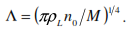 Λ = (πρ_L n_0/M)^{1/4}.